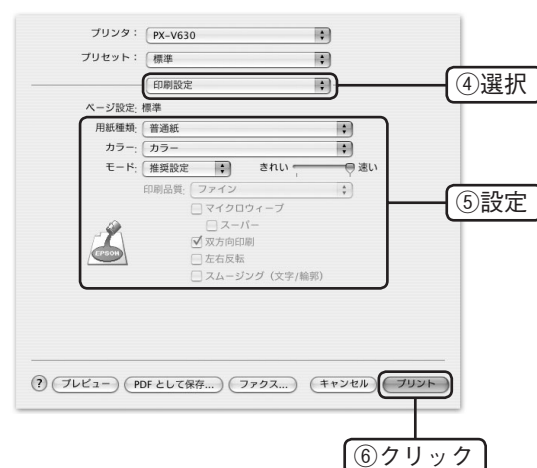 プリンタ： PX-V630
プリセット： 標準
印刷設定
④選択
ページ設定: 標準
用紙種類: 普通紙
カラー: カラー
モード: 推奨設定 きれい 速い
印刷品質: ファイン
⑤設定
マイクロウィーブ
スーパー
双方向印刷
左右反転
スムージング（文字/輪郭）
EPSON
? プレビュー PDF として保存... ファクス... キャンセル プリント
⑥クリック